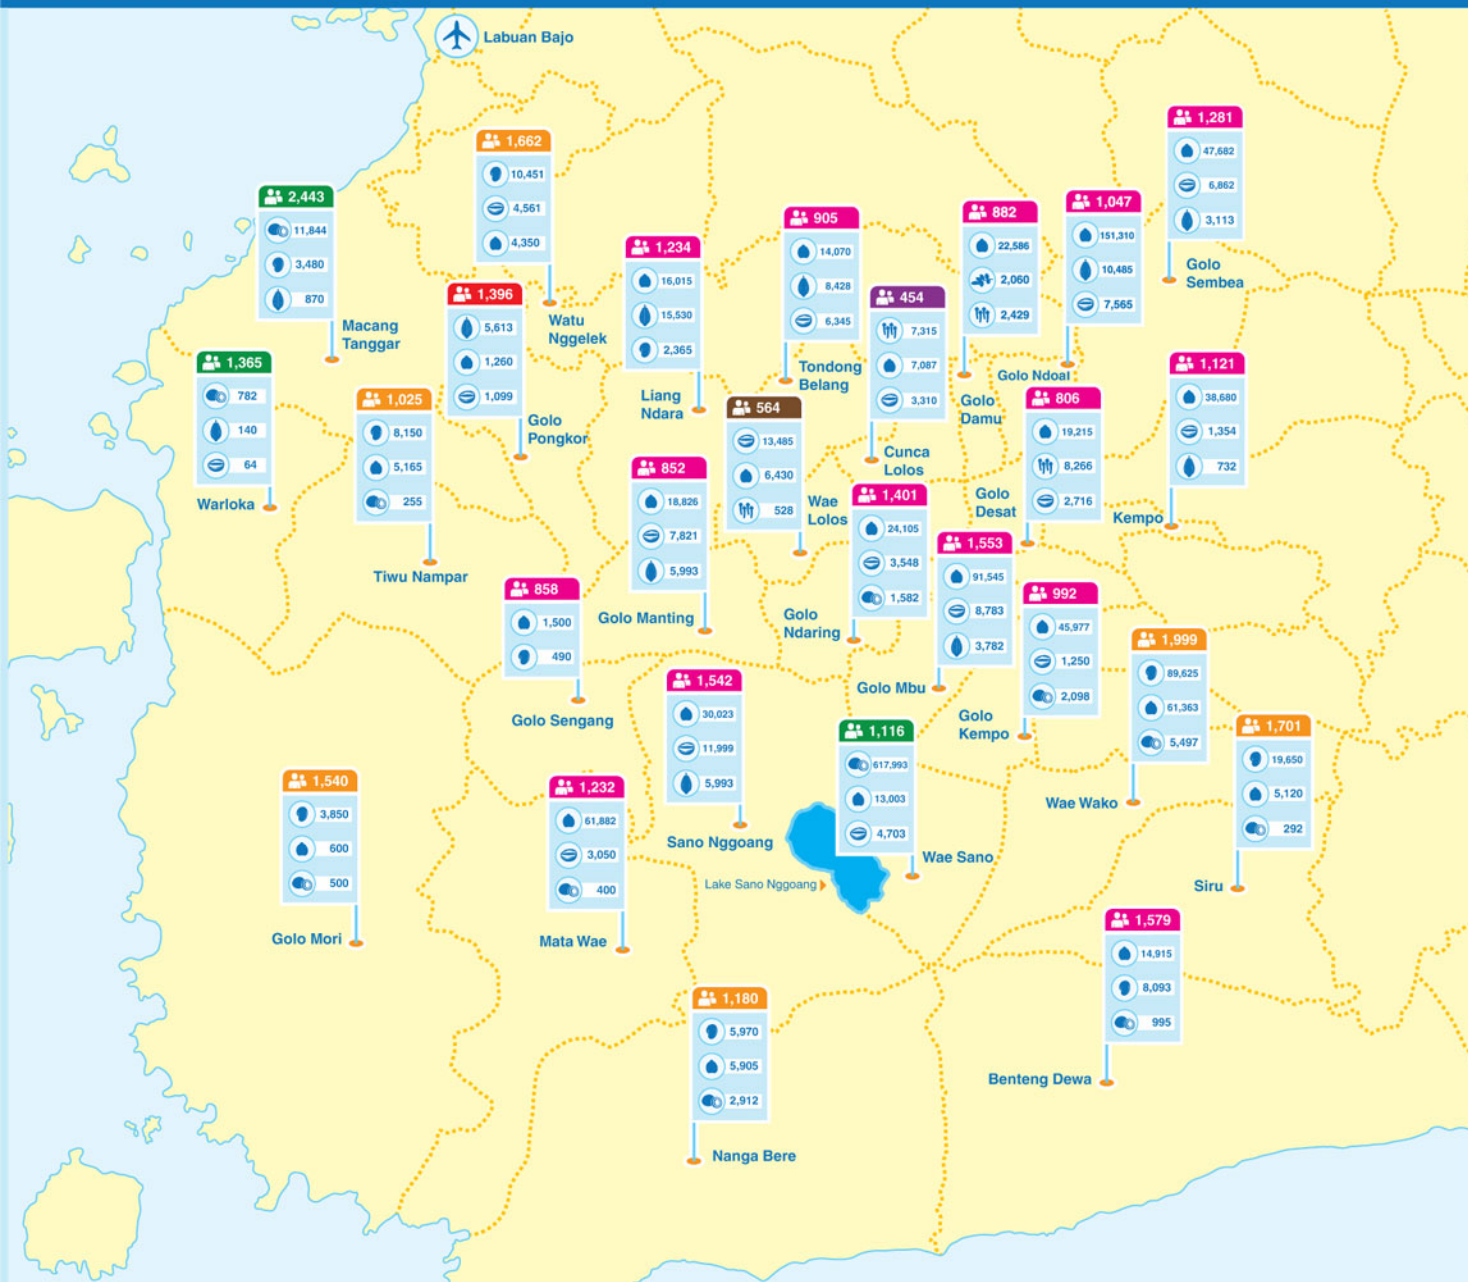 Labuan Bajo
1,281
47,682
6,862
3,113
Golo
Sembea
1,662
10,451
4,561
4,350
Watu
Nggelek
2,443
11,844
3,480
870
Macang
Tanggar
1,047
151,310
10,485
7,565
Golo Ndoal
882
22,586
2,060
2,429
Golo
Damu
905
14,070
8,428
6,345
Tondong
Belang
1,234
16,015
15,530
2,365
Liang
Ndara
1,396
5,613
1,260
1,099
Golo
Pongkor
454
7,315
7,087
3,310
Cunca
Lolos
1,365
782
140
64
Warloka
1,121
38,680
1,354
732
Kempo
1,025
8,150
5,165
255
Tiwu Nampar
806
19,215
8,266
2,716
Golo
Desat
564
13,485
6,430
528
Wae
Lolos
852
18,826
7,821
5,993
Golo Manting
1,401
24,105
3,548
1,582
Golo
Ndaring
1,553
91,545
8,783
3,782
Golo Mbu
858
1,500
490
Golo Sengang
992
45,977
1,250
2,098
Golo
Kempo
1,999
89,625
61,363
5,497
Wae Wako
1,542
30,023
11,999
5,993
Sano Nggoang
1,116
617,993
13,003
4,703
Wae Sano
Lake Sano Nggoang
1,701
19,650
5,120
292
Siru
1,540
3,850
600
500
Golo Mori
1,232
61,882
3,050
400
Mata Wae
1,579
14,915
8,093
995
Benteng Dewa
1,180
5,970
5,905
2,912
Nanga Bere